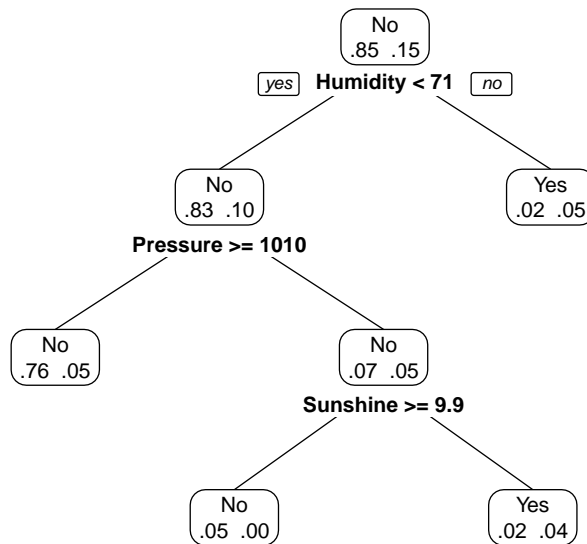 No
.85 .15
yes Humidity < 71 no
No
.83 .10
Yes
.02 .05
Pressure >= 1010
No
.76 .05
No
.07 .05
Sunshine >= 9.9
No
.05 .00
Yes
.02 .04